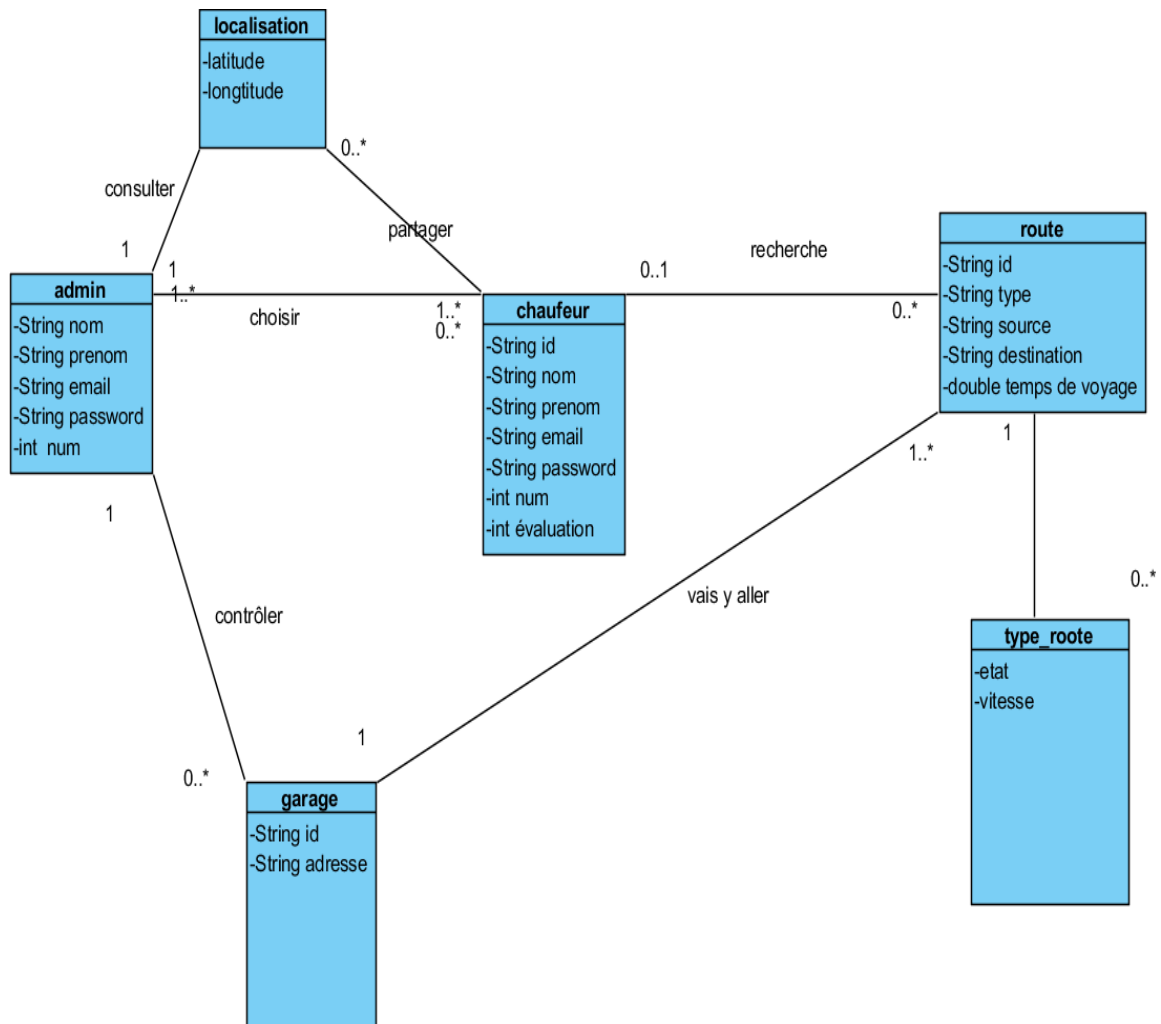 localisation
-latitude
-longtitude
0..*
consulter
partager
1
1
1..*
choisir
1..*
0..*
0..1
recherche
0..*
admin
-String nom
-String prenom
-String email
-String password
-int num
chaufeur
-String id
-String nom
-String prenom
-String email
-String password
-int num
-int évaluation
route
-String id
-String type
-String source
-String destination
-double temps de voyage
1..*
1
1
contrôler
vais y aller
0..*
1
0..*
type_roote
-etat
-vitesse
garage
-String id
-String adresse